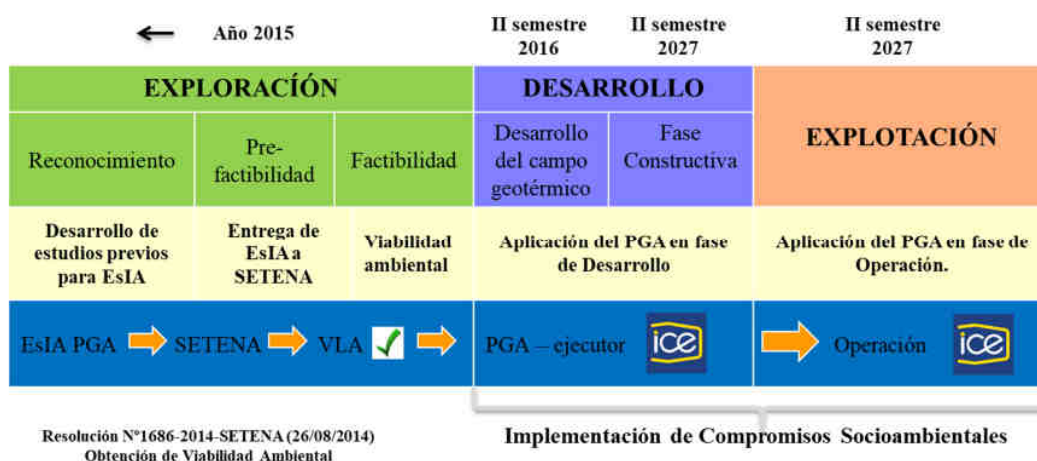 Año 2015
II semestre
2016
II semestre
2027
II semestre
2027
EXPLORACÍÓN
DESARROLLO
EXPLOTACIÓN
Reconocimiento
Pre-
factibilidad
Factibilidad
Desarrollo
del campo
geotérmico
Fase
Constructiva
Desarrollo de
estudios previos
para EsIA
Entrega de
EsIA a
SETENA
Viabilidad
ambiental
Aplicación del PGA en fase
de Desarrollo
Aplicación del PGA en fase de
Operación.
EsIA PGA
SETENA
VLA
PGA – ejecutor
ice
Operación
ice
Resolución N°1686-2014-SETENA (26/08/2014)
Obtención de Viabilidad Ambiental
Implementación de Compromisos Socioambientales